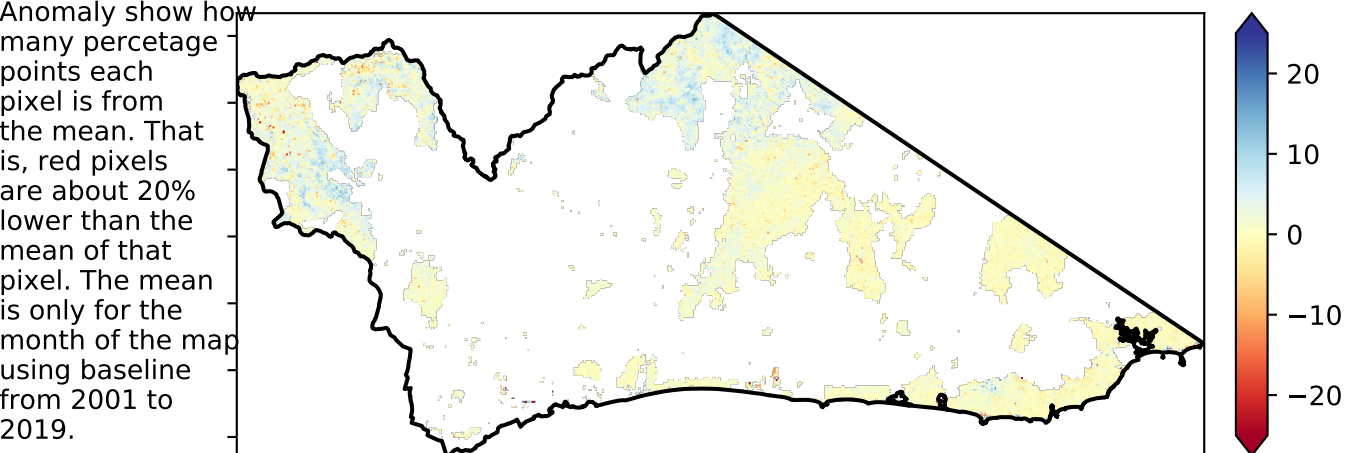 Anomaly show how
many percetage
points each
pixel is from
the mean. That
is, red pixels
are about 20%
lower than the
mean of that
pixel. The mean
is only for the
month of the map
using baseline
from 2001 to
2019.
20
10
0
−10
−20